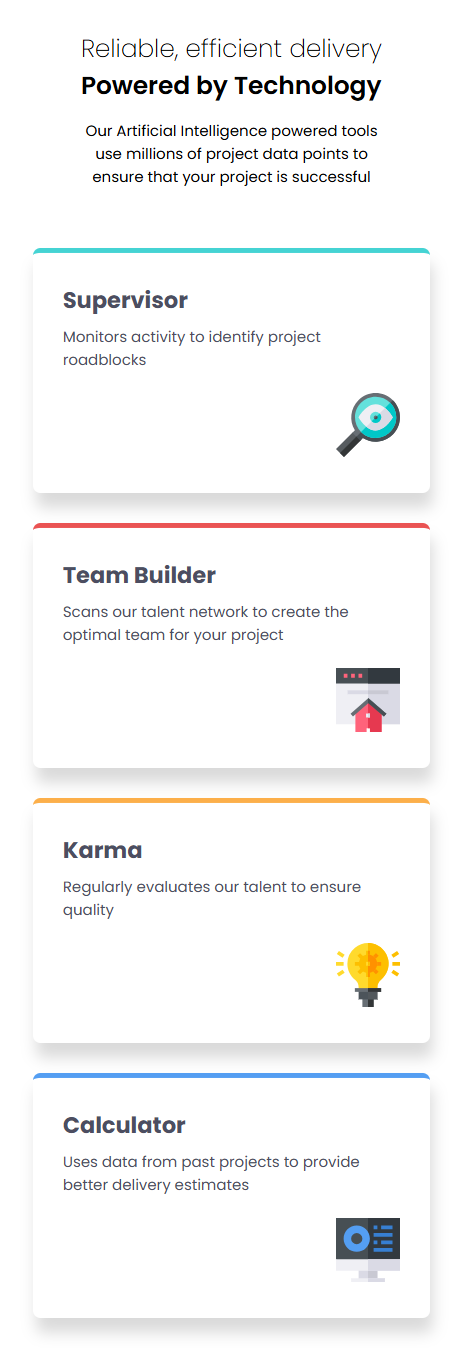 Reliable, efficient delivery
Powered by Technology
Our Artificial Intelligence powered tools
use millions of project data points to
ensure that your project is successful
Supervisor
Monitors activity to identify project
roadblocks
Team Builder
Scans our talent network to create the
optimal team for your project
Karma
Regularly evaluates our talent to ensure
quality
Calculator
Uses data from past projects to provide
better delivery estimates